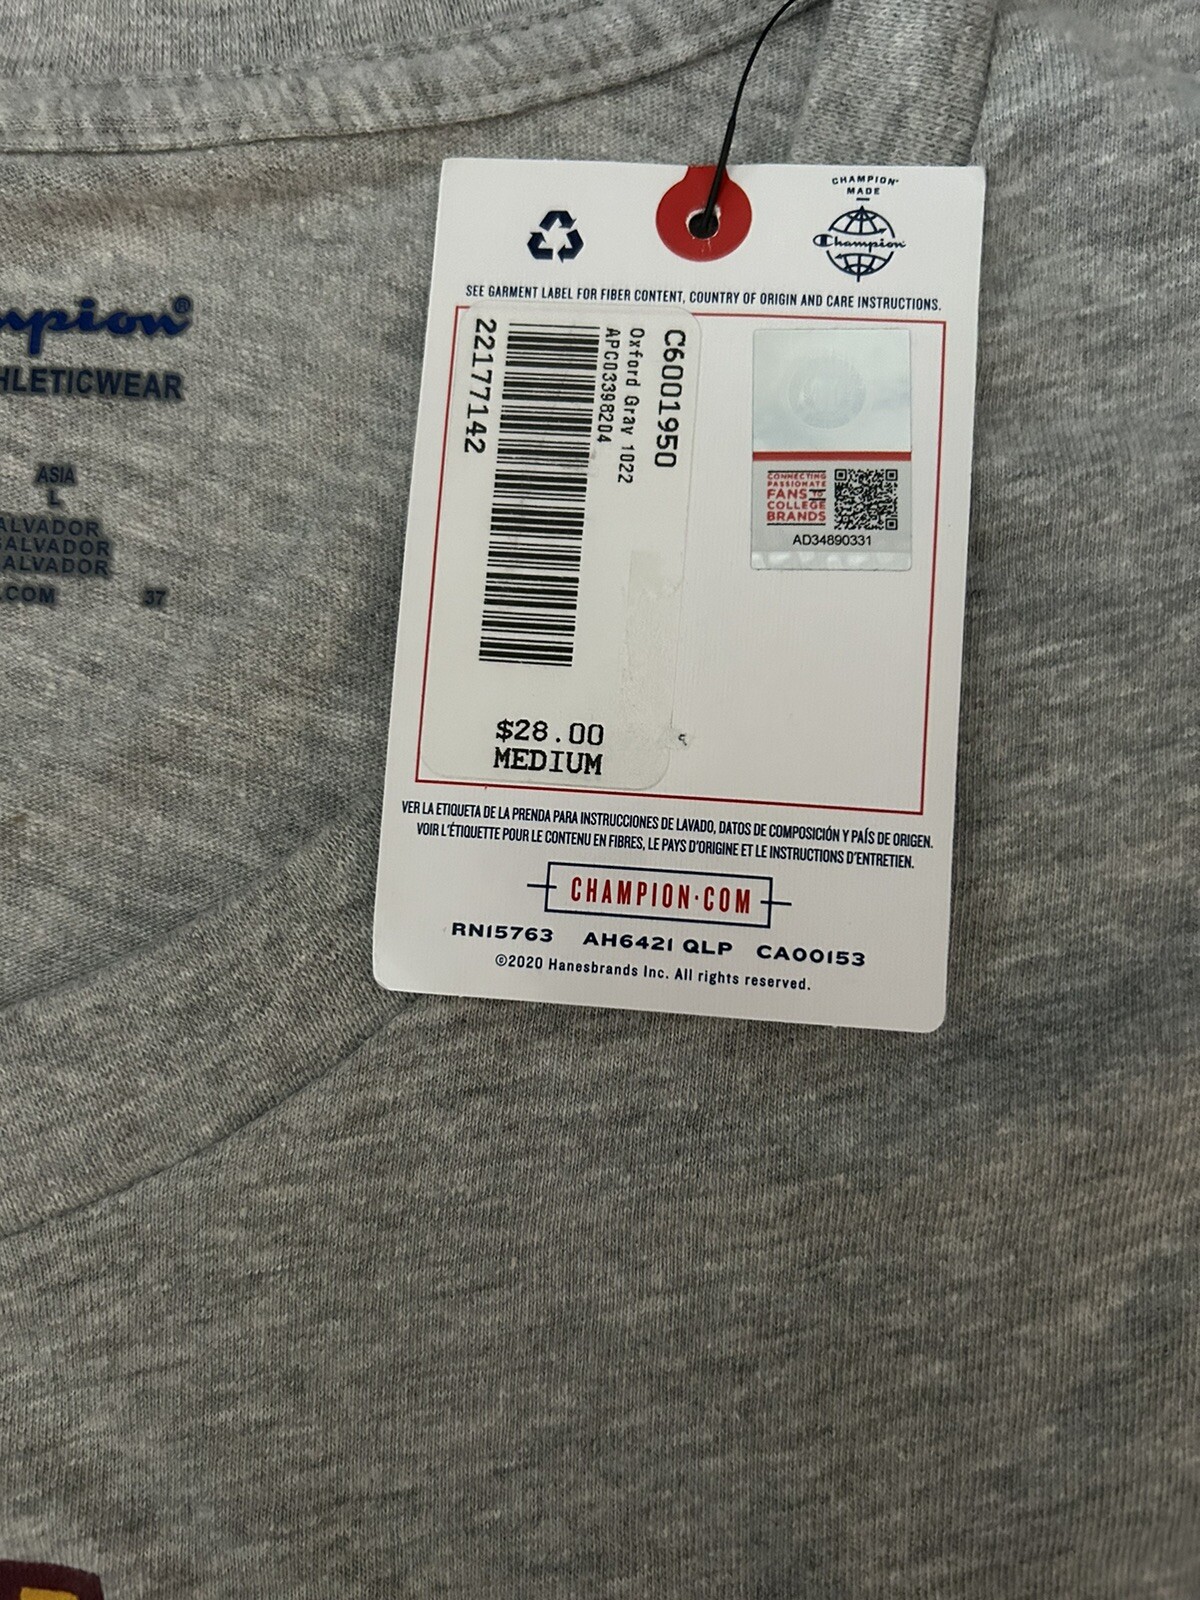 CHAMPION
MADE
Champion
SEE GARMENT LABEL FOR FIBER CONTENT, COUNTRY OF ORIGIN AND CARE INSTRUCTIONS.
C6001950
Oxford Gray 1022
APC03398204
22177142
$28.00
MEDIUM
CONNECTING
PASSIONATE
FANS TO
COLLEGE
BRANDS
AD34890331
VER LA ETIQUETA DE LA PRENDA PARA INSTRUCCIONES DE LAVADO, DATOS DE COMPOSICIÓN Y PAÍS DE ORIGEN.
VOIR L'ÉTIQUETTE POUR LE CONTENU EN FIBRES, LE PAYS D'ORIGINE ET LE INSTRUCTIONS D'ENTRETIEN.
CHAMPION·COM
RN15763 AH6421 QLP CA00153
©2020 Hanesbrands Inc. All rights reserved.
mpion®
HLETICWEAR
ASIA
L
ALVADOR
SALVADOR
ALVADOR
.COM 37